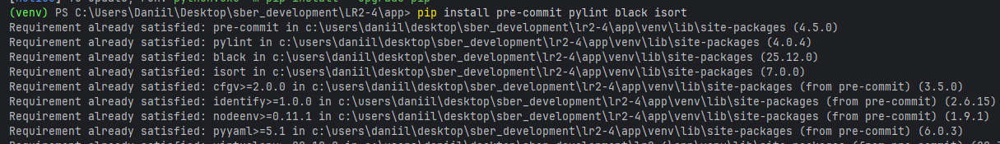 (venv) PS C:\Users\Daniil\Desktop\sber_development\LR2-4\app> pip install pre-commit pylint black isort
Requirement already satisfied: pre-commit in c:\users\daniil\desktop\sber_development\lr2-4\app\venv\lib\site-packages (4.5.0)
Requirement already satisfied: pylint in c:\users\daniil\desktop\sber_development\lr2-4\app\venv\lib\site-packages (4.0.4)
Requirement already satisfied: black in c:\users\daniil\desktop\sber_development\lr2-4\app\venv\lib\site-packages (25.12.0)
Requirement already satisfied: isort in c:\users\daniil\desktop\sber_development\lr2-4\app\venv\lib\site-packages (7.0.0)
Requirement already satisfied: cfgv>=2.0.0 in c:\users\daniil\desktop\sber_development\lr2-4\app\venv\lib\site-packages (from pre-commit) (3.5.0)
Requirement already satisfied: identify>=1.0.0 in c:\users\daniil\desktop\sber_development\lr2-4\app\venv\lib\site-packages (from pre-commit) (2.6.15)
Requirement already satisfied: nodeenv>=0.11.1 in c:\users\daniil\desktop\sber_development\lr2-4\app\venv\lib\site-packages (from pre-commit) (1.9.1)
Requirement already satisfied: pyyaml>=5.1 in c:\users\daniil\desktop\sber_development\lr2-4\app\venv\lib\site-packages (from pre-commit) (6.0.3)